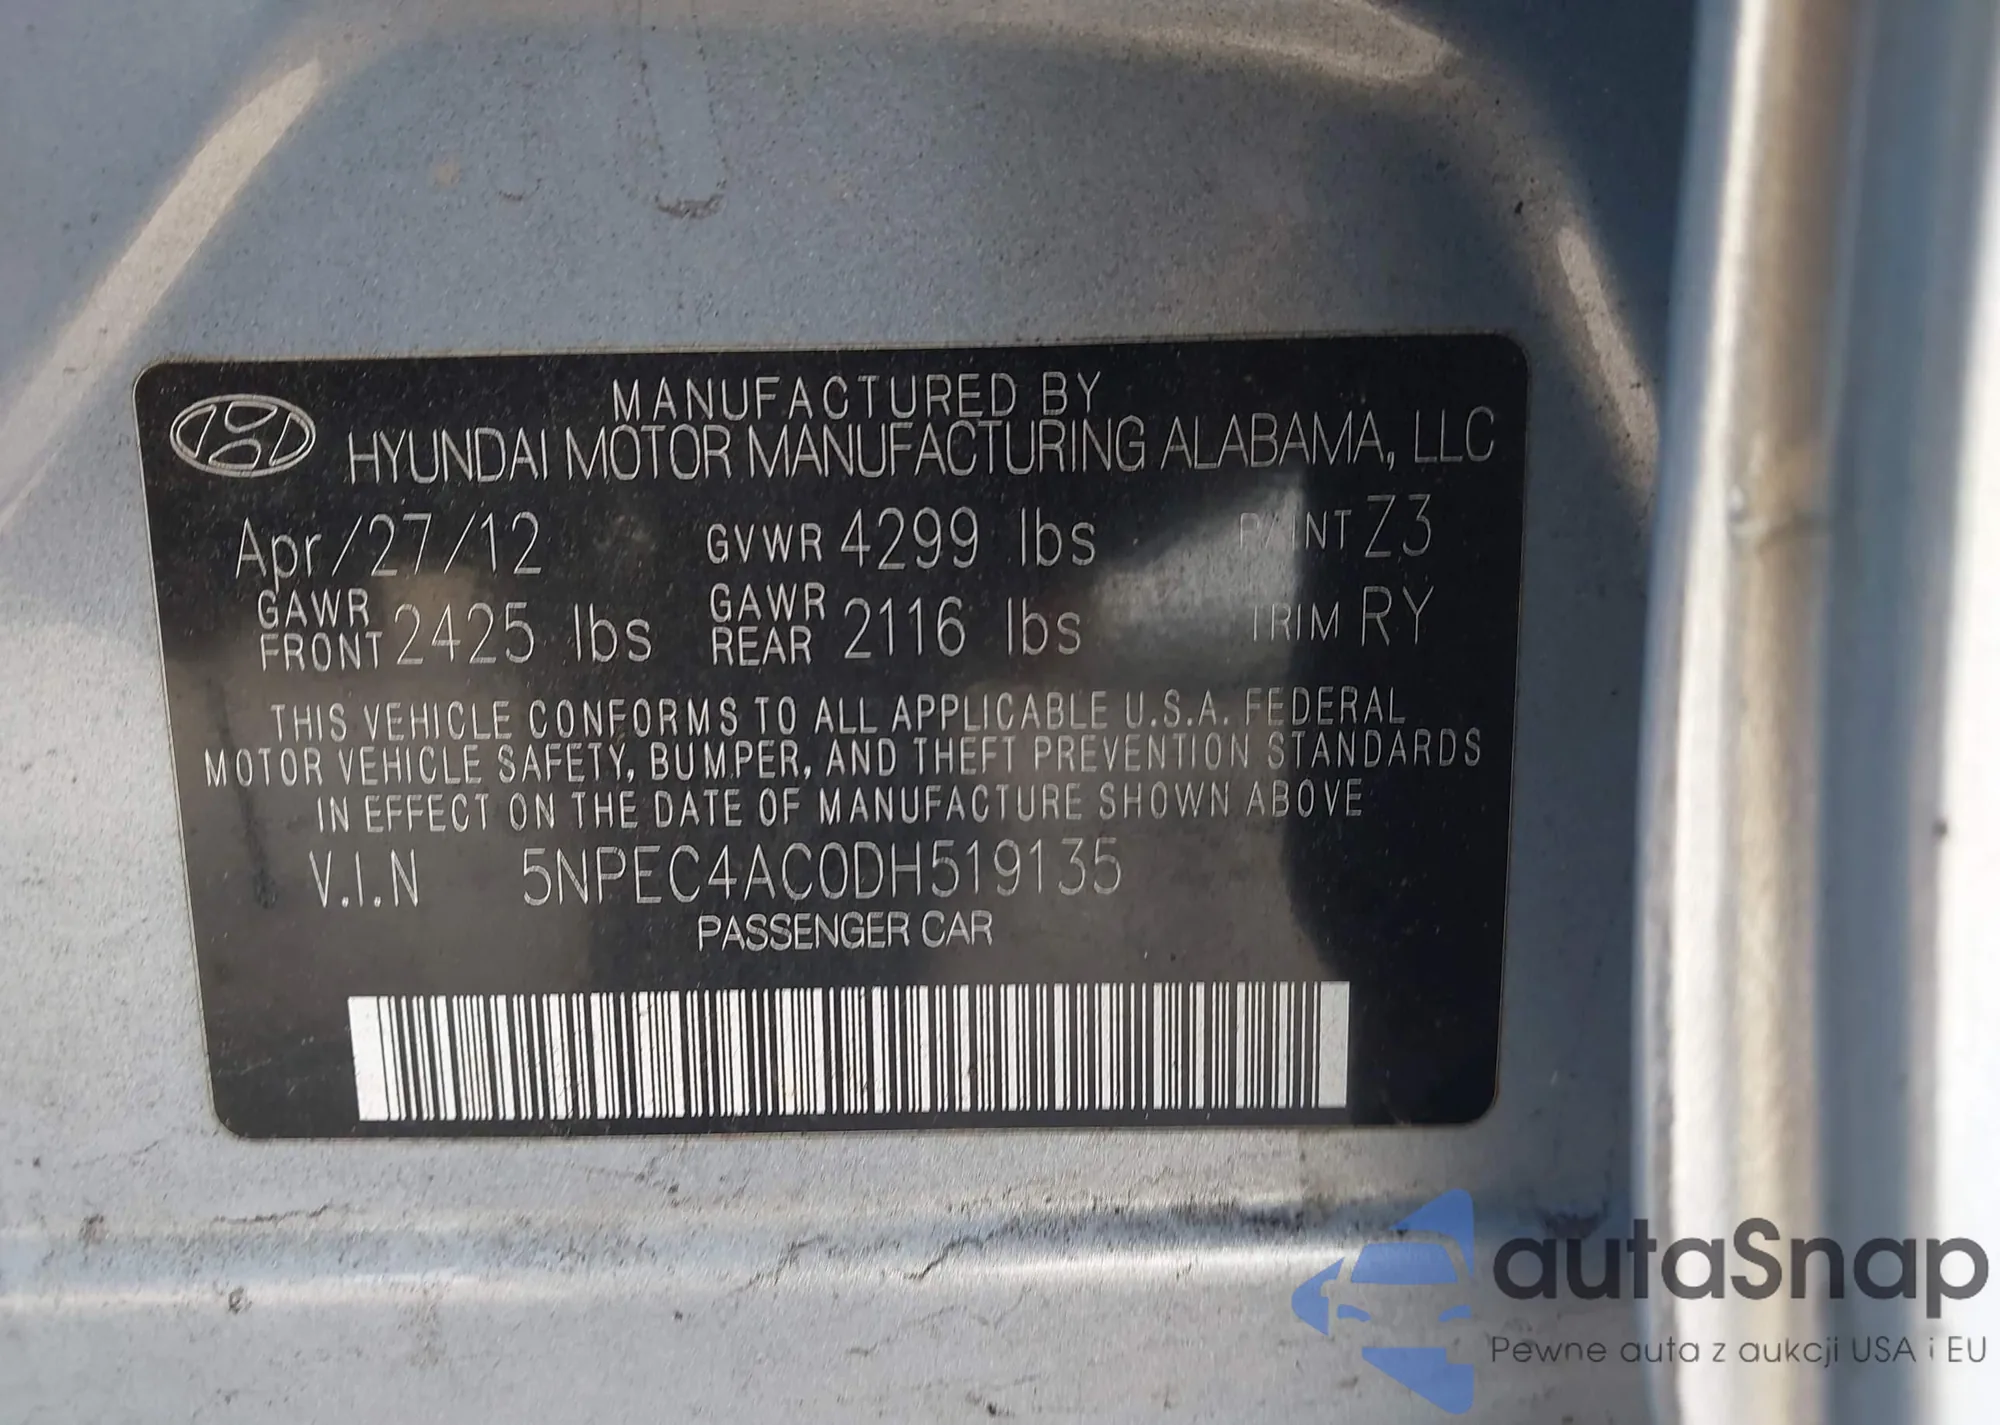 MANUFACTURED BY
HYUNDAI MOTOR MANUFACTURING ALABAMA, LLC
Apr/27/12 GVWR 4299 lbs PAINT Z3
GAWR FRONT 2425 lbs GAWR REAR 2116 lbs TRIM RY
THIS VEHICLE CONFORMS TO ALL APPLICABLE U.S.A. FEDERAL
MOTOR VEHICLE SAFETY, BUMPER, AND THEFT PREVENTION STANDARDS
IN EFFECT ON THE DATE OF MANUFACTURE SHOWN ABOVE
V.I.N 5NPEC4AC0DH519135
PASSENGER CAR
autaSnap
Pewne auta z aukcji USA i EU